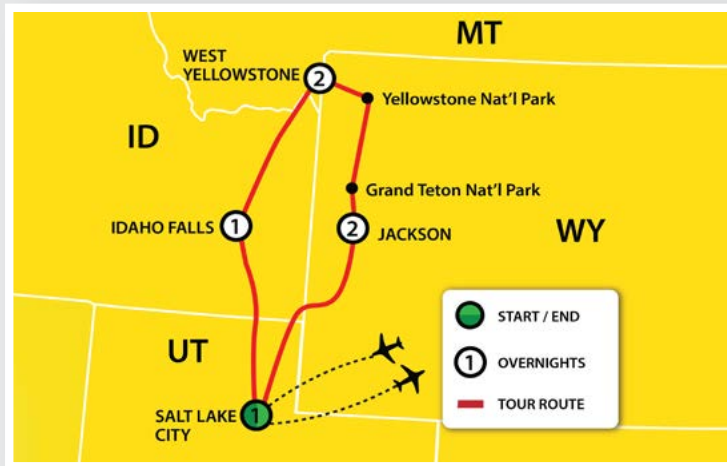 MT
WEST
YELLOWSTONE
2
Yellowstone Nat'l Park
ID
Grand Teton Nat'l Park
IDAHO FALLS
1
2
JACKSON
WY
UT
START / END
1
OVERNIGHTS
TOUR ROUTE
SALT LAKE
CITY
1